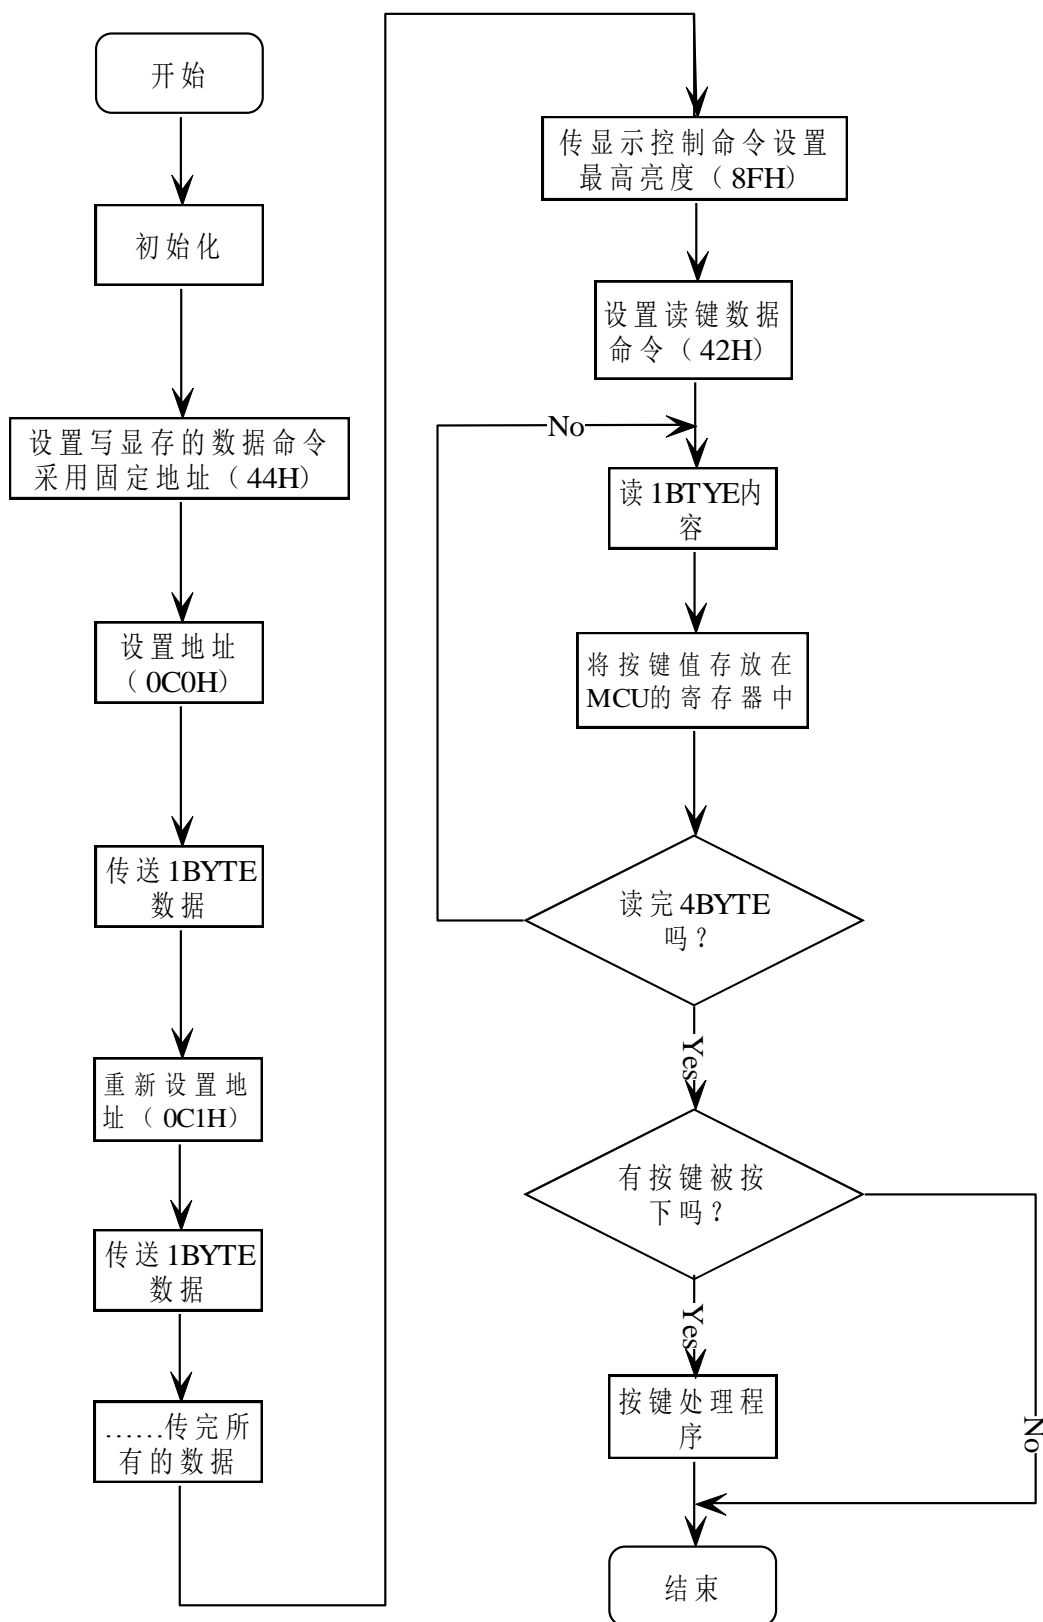 开始
初始化
设置写显存的数据命令
采用固定地址（44H）
设置地址
（0C0H）
传送1BYTE
数据
重新设置地
址（0C1H）
传送1BYTE
数据
......传完所
有的数据
传显示控制命令设置
最高亮度（8FH）
设置读键数据
命令（42H）
No
读1BTYE内
容
将按键值存放在
MCU的寄存器中
读完4BYTE
吗？
Yes
有按键被按
下吗？
Yes
按键处理程
序
No
结束